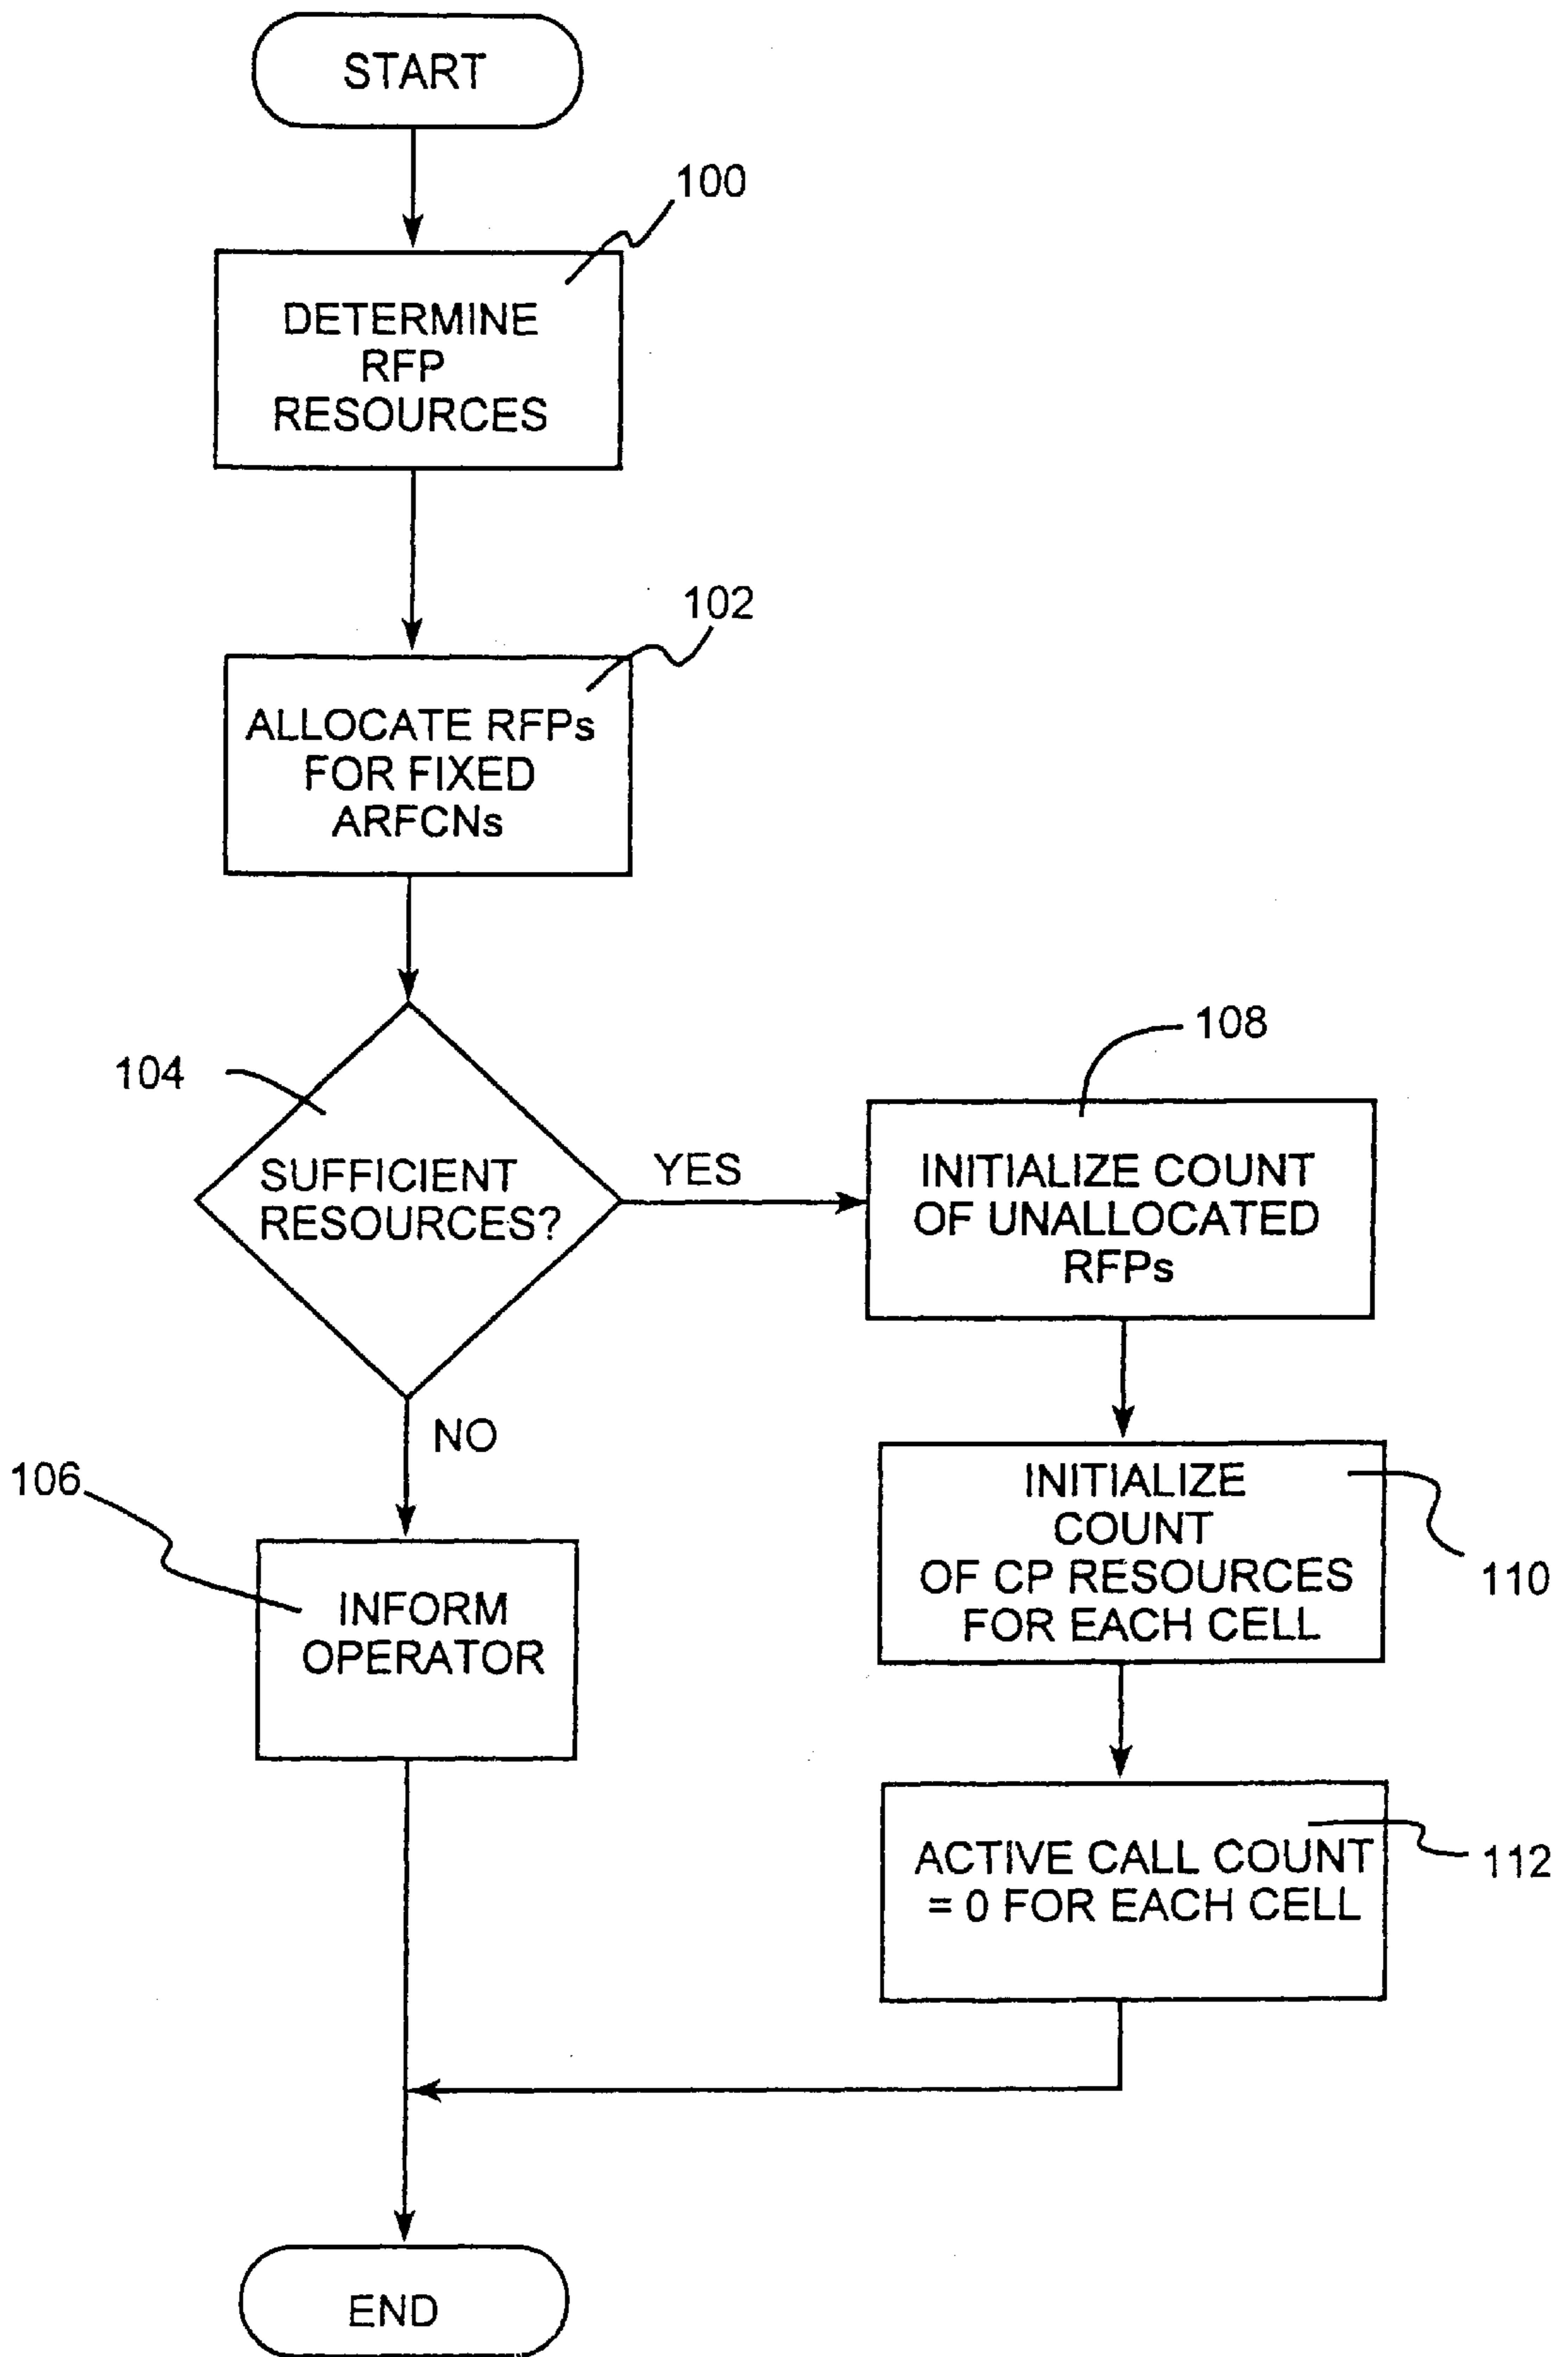 START
100
DETERMINE
RFP
RESOURCES
102
ALLOCATE RFPs
FOR FIXED
ARFCNs
104
SUFFICIENT
RESOURCES?
YES
NO
108
INITIALIZE COUNT
OF UNALLOCATED
RFPs
INITIALIZE
COUNT
OF CP RESOURCES
FOR EACH CELL
110
106
INFORM
OPERATOR
ACTIVE CALL COUNT
= 0 FOR EACH CELL
112
END